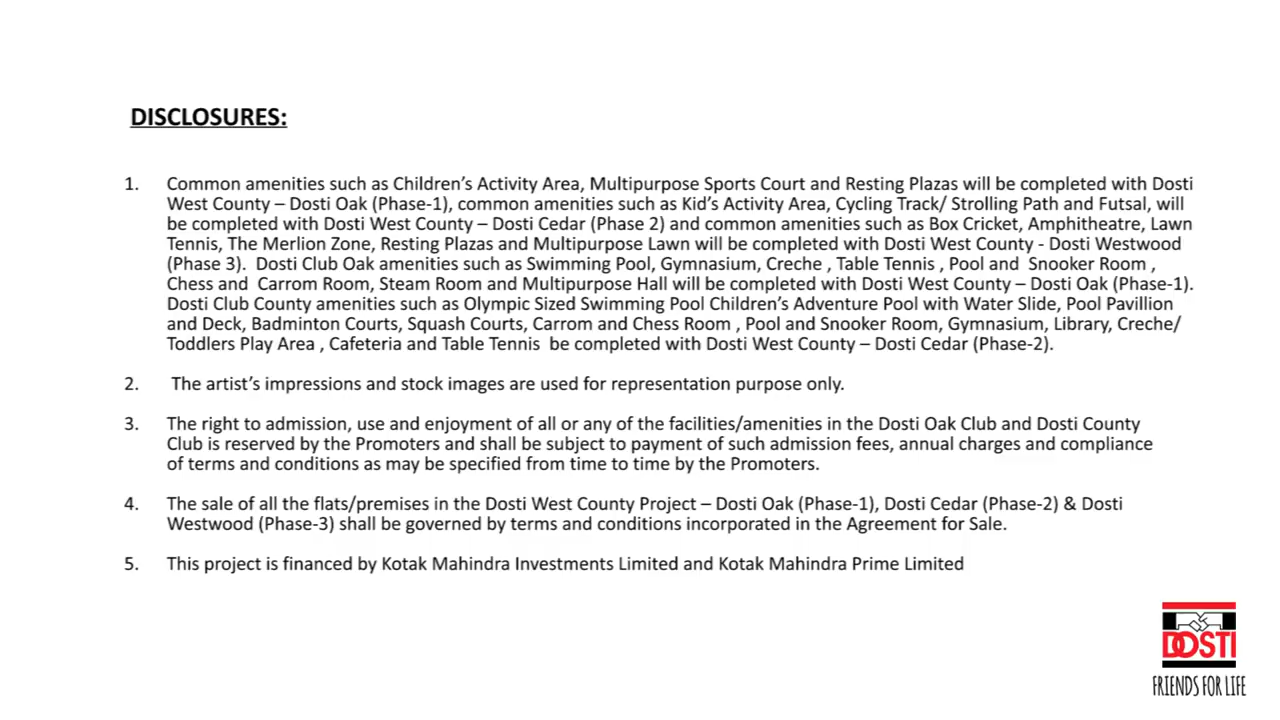 DISCLOSURES:
1. Common amenities such as Children’s Activity Area, Multipurpose Sports Court and Resting Plazas will be completed with Dosti
West County – Dosti Oak (Phase-1), common amenities such as Kid’s Activity Area, Cycling Track/ Strolling Path and Futsal, will
be completed with Dosti West County – Dosti Cedar (Phase 2) and common amenities such as Box Cricket, Amphitheatre, Lawn
Tennis, The Merlion Zone, Resting Plazas and Multipurpose Lawn will be completed with Dosti West County - Dosti Westwood
(Phase 3). Dosti Club Oak amenities such as Swimming Pool, Gymnasium, Creche , Table Tennis , Pool and Snooker Room ,
Chess and Carrom Room, Steam Room and Multipurpose Hall will be completed with Dosti West County – Dosti Oak (Phase-1).
Dosti Club County amenities such as Olympic Sized Swimming Pool Children’s Adventure Pool with Water Slide, Pool Pavillion
and Deck, Badminton Courts, Squash Courts, Carrom and Chess Room , Pool and Snooker Room, Gymnasium, Library, Creche/
Toddlers Play Area , Cafeteria and Table Tennis be completed with Dosti West County – Dosti Cedar (Phase-2).
2. The artist’s impressions and stock images are used for representation purpose only.
3. The right to admission, use and enjoyment of all or any of the facilities/amenities in the Dosti Oak Club and Dosti County
Club is reserved by the Promoters and shall be subject to payment of such admission fees, annual charges and compliance
of terms and conditions as may be specified from time to time by the Promoters.
4. The sale of all the flats/premises in the Dosti West County Project – Dosti Oak (Phase-1), Dosti Cedar (Phase-2) & Dosti
Westwood (Phase-3) shall be governed by terms and conditions incorporated in the Agreement for Sale.
5. This project is financed by Kotak Mahindra Investments Limited and Kotak Mahindra Prime Limited
DOSTI
FRIENDS FOR LIFE